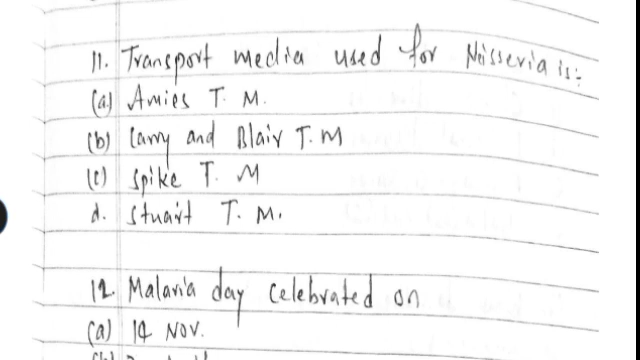 11. Transport media used for Neisseria is:-
(a) Amies T. M.
(b) Carry and Blair T.M
(c) Spike T. M
d. Stuart T. M.
12. Malaria day celebrated on
(a) 14 Nov.